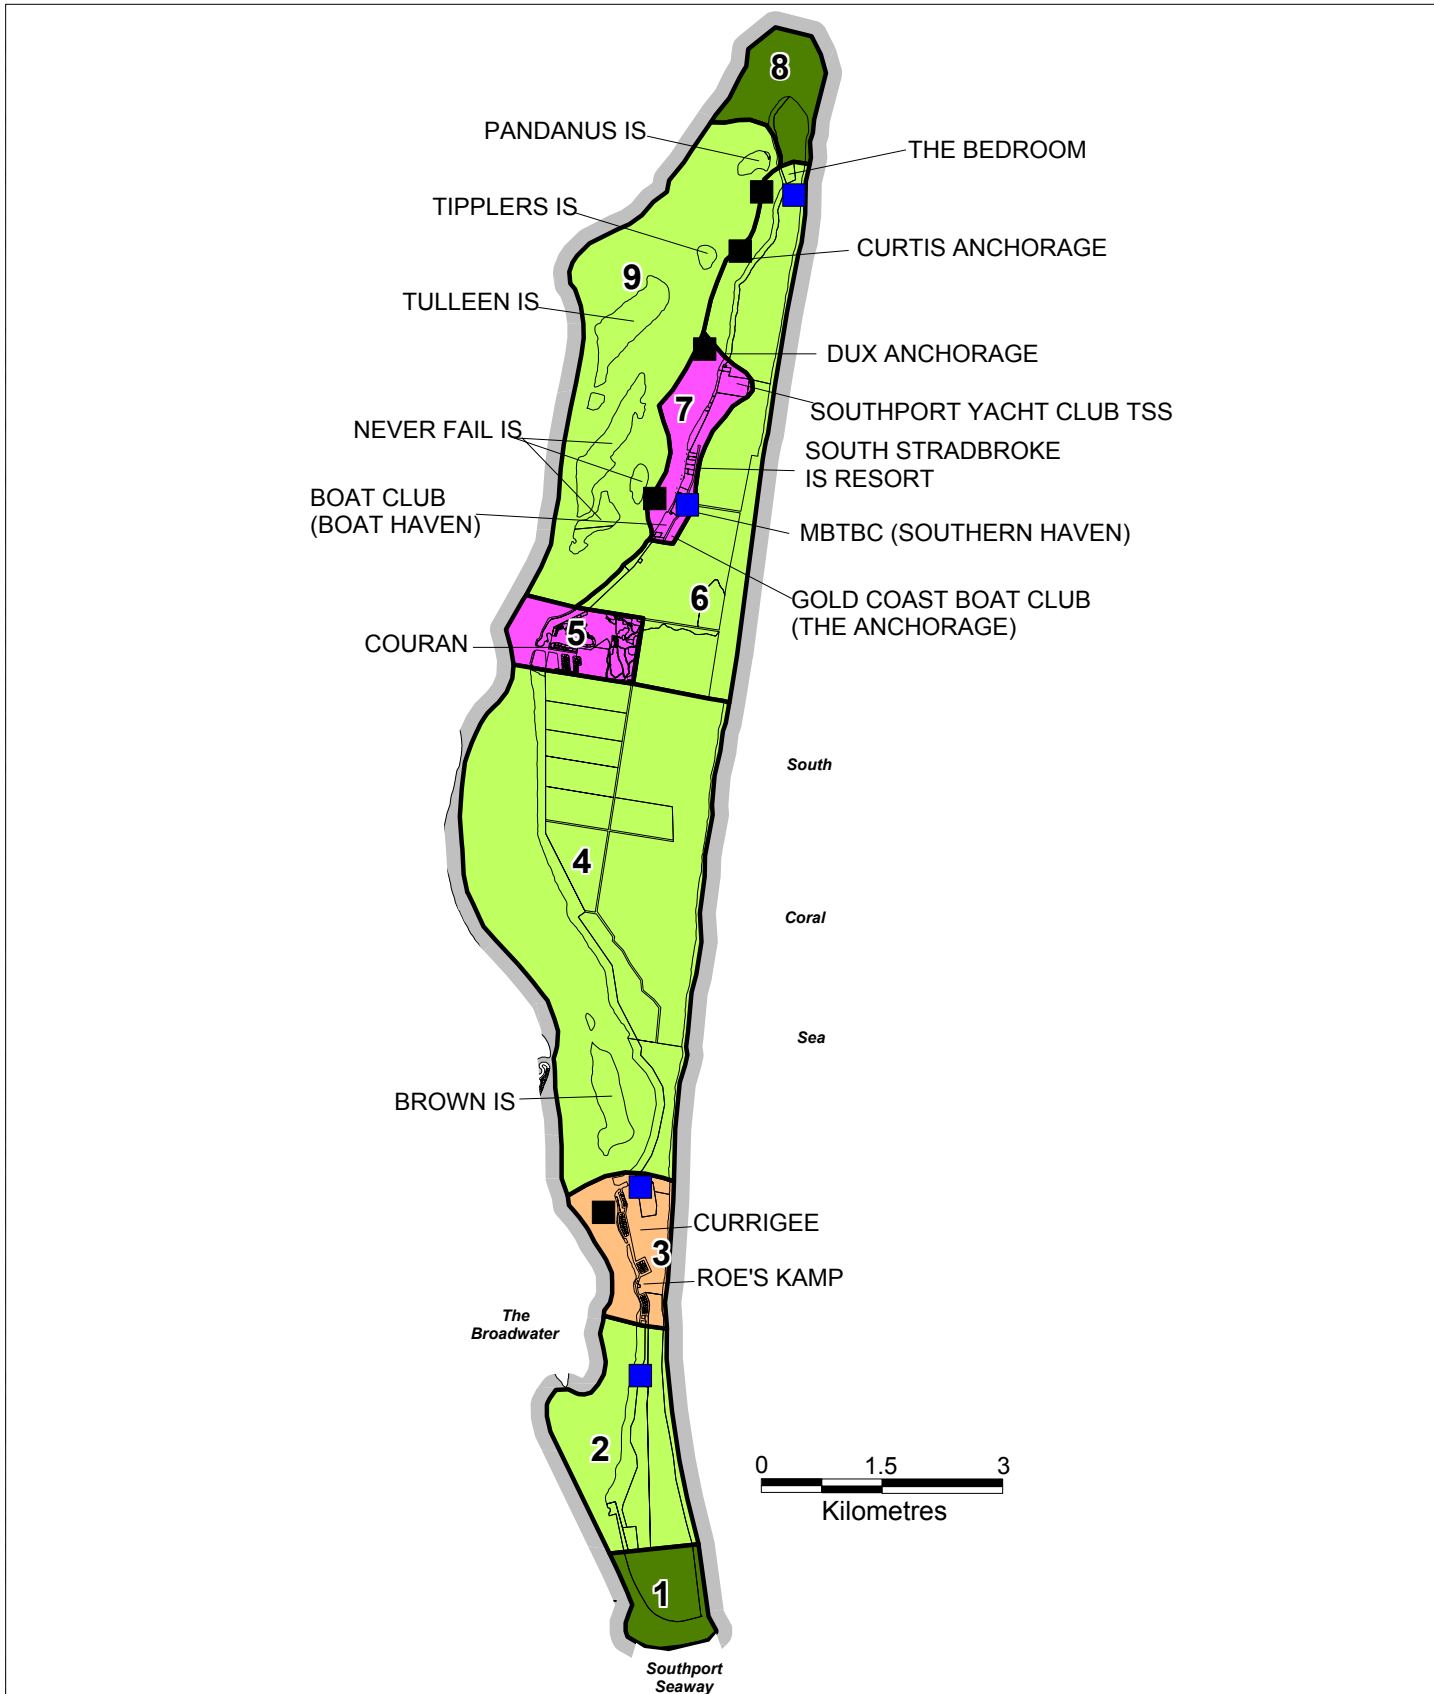 8
PANDANUS IS
THE BEDROOM
TIPPLERS IS
CURTIS ANCHORAGE
9
TULLEEN IS
DUX ANCHORAGE
7
SOUTHPORT YACHT CLUB TSS
NEVER FAIL IS
SOUTH STRADBROKE
IS RESORT
BOAT CLUB
(BOAT HAVEN)
MBTBC (SOUTHERN HAVEN)
6
GOLD COAST BOAT CLUB
(THE ANCHORAGE)
5
COURAN
South
4
Coral
Sea
BROWN IS
CURRIGEE
3
ROE'S KAMP
The
Broadwater
2
0 1.5 3
Kilometres
1
Southport
Seaway